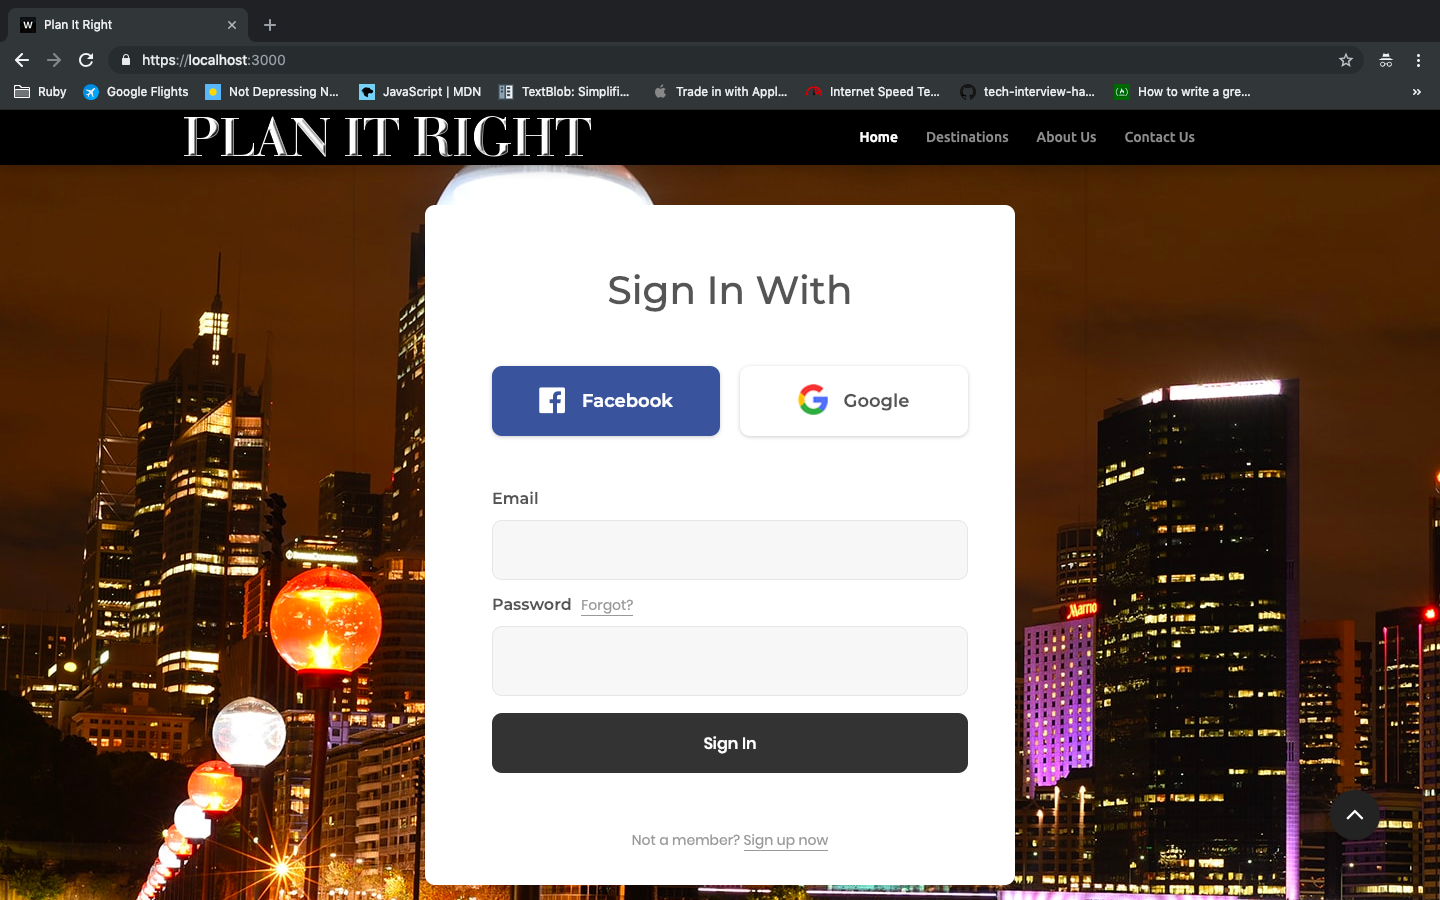 W Plan It Right
https://localhost:3000
Ruby Google Flights Not Depressing N... JavaScript | MDN TextBlob: Simplifi... Trade in with Appl... Internet Speed Te... tech-interview-ha... How to write a gre... »
PLAN IT RIGHT
Home Destinations About Us Contact Us
Sign In With
Facebook Google
Email
Password Forgot?
Sign In
Not a member? Sign up now